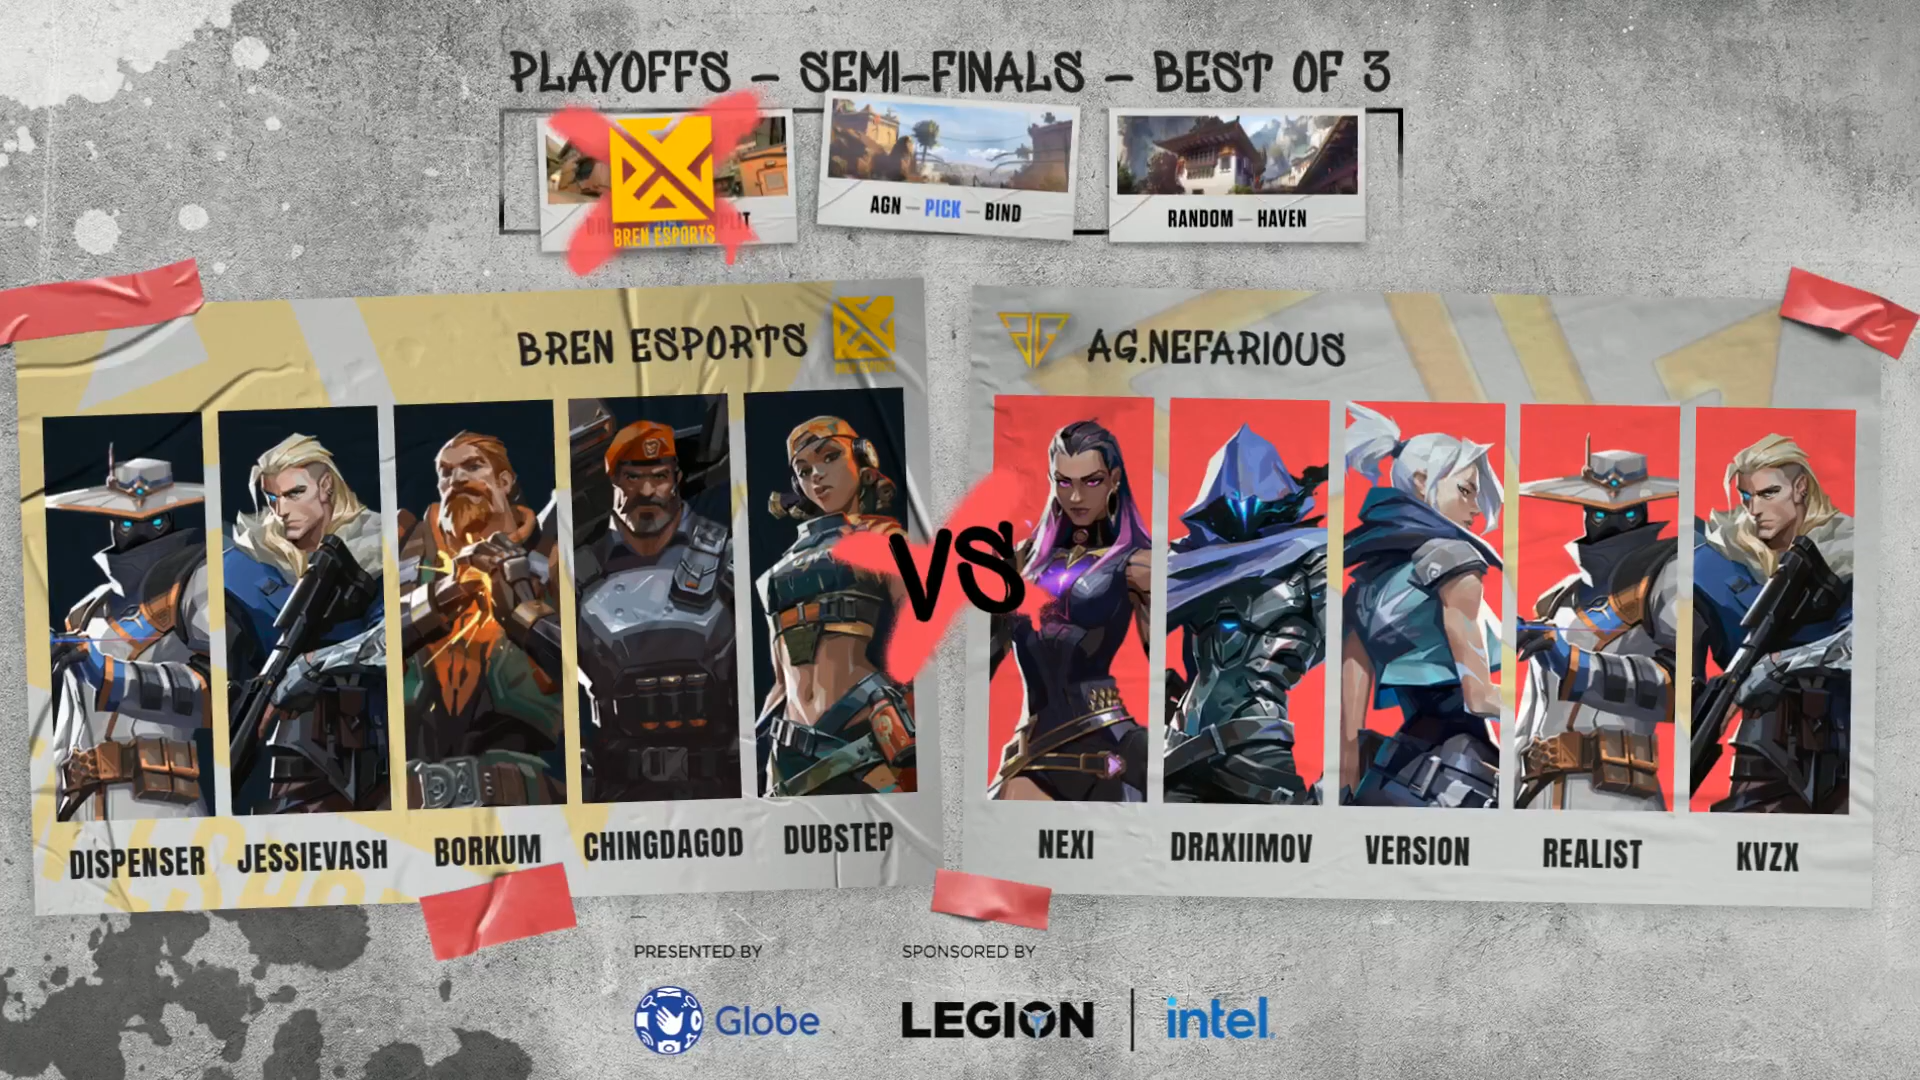 PLAYOFFS – SEMI-FINALS – BEST OF 3
BREN ESPORTS
AGN – PICK – BIND
RANDOM – HAVEN
BREN ESPORTS
AG.NEFARIOUS
DISPENSER
JESSIEVASH
BORKUM
CHINGDAGOD
DUBSTEP
VS
NEXI
DRAXIIMOV
VERSION
REALIST
KVZX
PRESENTED BY
Globe
SPONSORED BY
LEGION
intel.